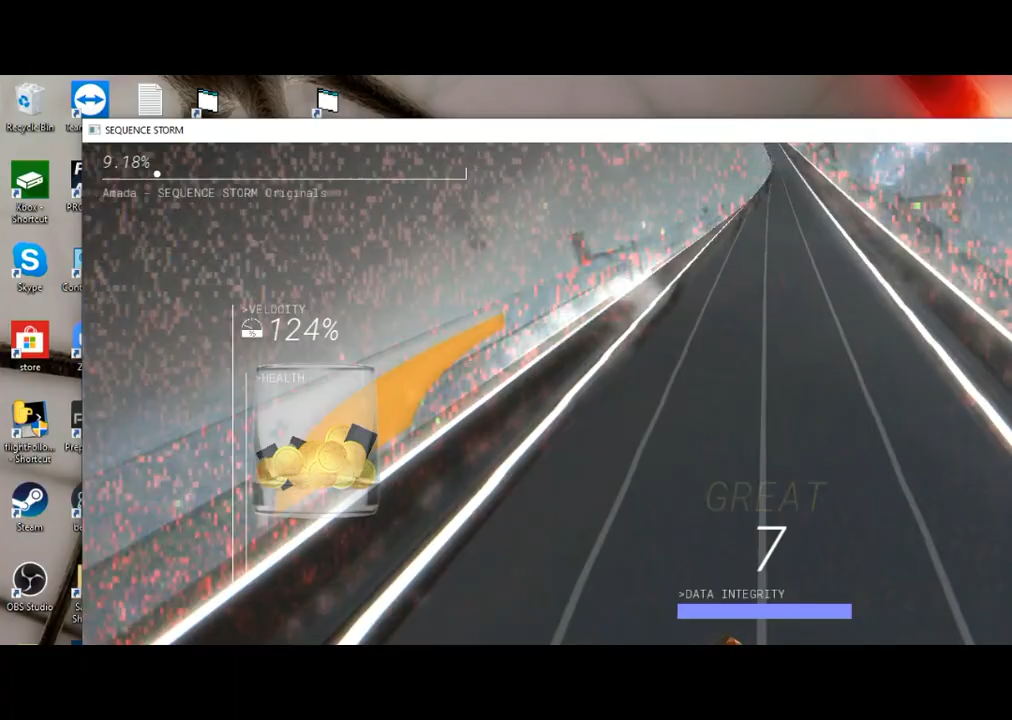 Recycle Bin
SEQUENCE STORM
9.18%
Amada - SEQUENCE STORM Originals
Xbox -
Shortcut
Skype
>VELOCITY
124%
>HEALTH
store
flightFollo...
- Shortcut
Steam
GREAT
7
>DATA INTEGRITY
OBS Studio